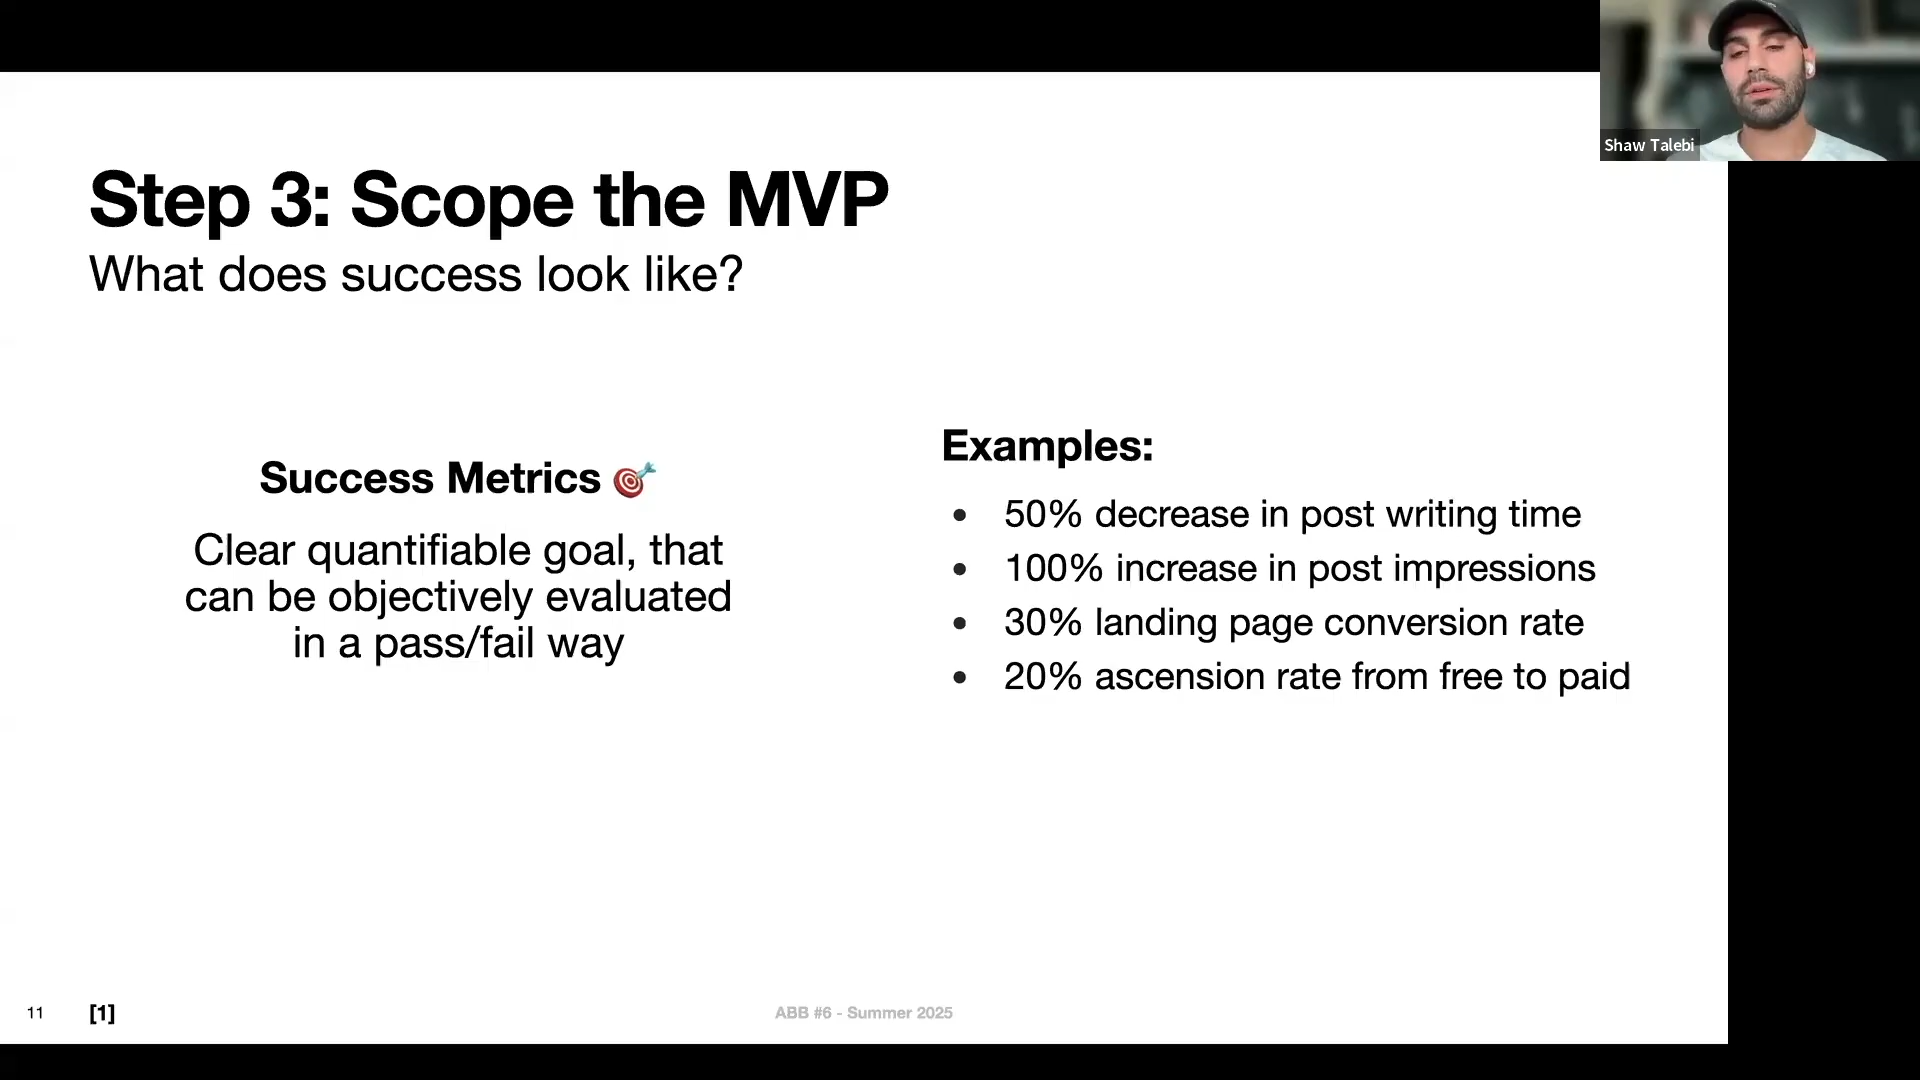 Shaw Talebi
Step 3: Scope the MVP
What does success look like?
Success Metrics 🎯
Clear quantifiable goal, that
can be objectively evaluated
in a pass/fail way
Examples:
• 50% decrease in post writing time
• 100% increase in post impressions
• 30% landing page conversion rate
• 20% ascension rate from free to paid
11
[1]
ABB #6 - Summer 2025